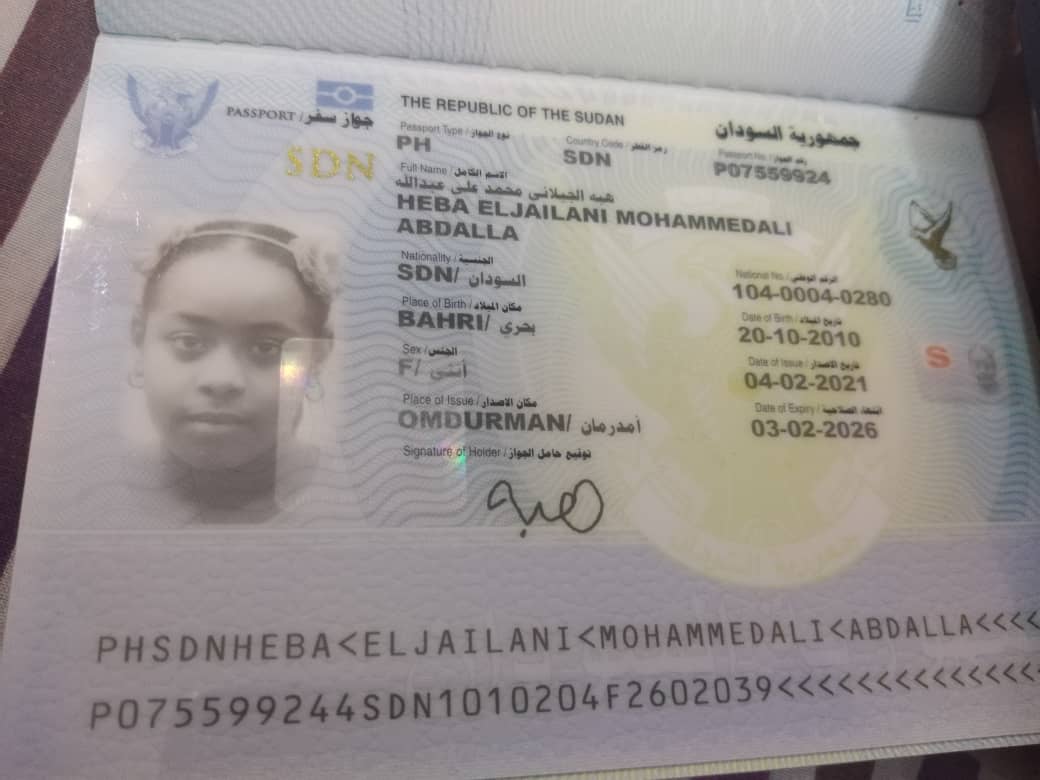 PASSPORT / جواز سفر
SDN
THE REPUBLIC OF THE SUDAN
جمهورية السودان
Passport Type / نوع الجواز
PH
Country Code / رمز القطر
SDN
Passport No. / رقم الجواز
P07559924
Full Name / الاسم الكامل
هبه الجيلانى محمد على عبدالله
HEBA ELJAILANI MOHAMMEDALI
ABDALLA
Nationality / الجنسية
SDN/ السودان
National No. / الرقم الوطني
104-0004-0280
Place of Birth / مكان الميلاد
BAHRI/ بحري
Date of Birth / تاريخ الميلاد
20-10-2010
Sex / الجنس
F/ أنثى
Date of Issue / تاريخ الاصدار
04-02-2021
Place of Issue / مكان الاصدار
OMDURMAN/ أمدرمان
Date of Expiry / انتهاء الصلاحية
03-02-2026
Signature of Holder / توقيع حامل الجواز
هبه
S
PHSDNHEBA<ELJAILANI<MOHAMMEDALI<ABDALLA<<<<
P075599244SDN1010204F2602039<<<<<<<<<<<<<<